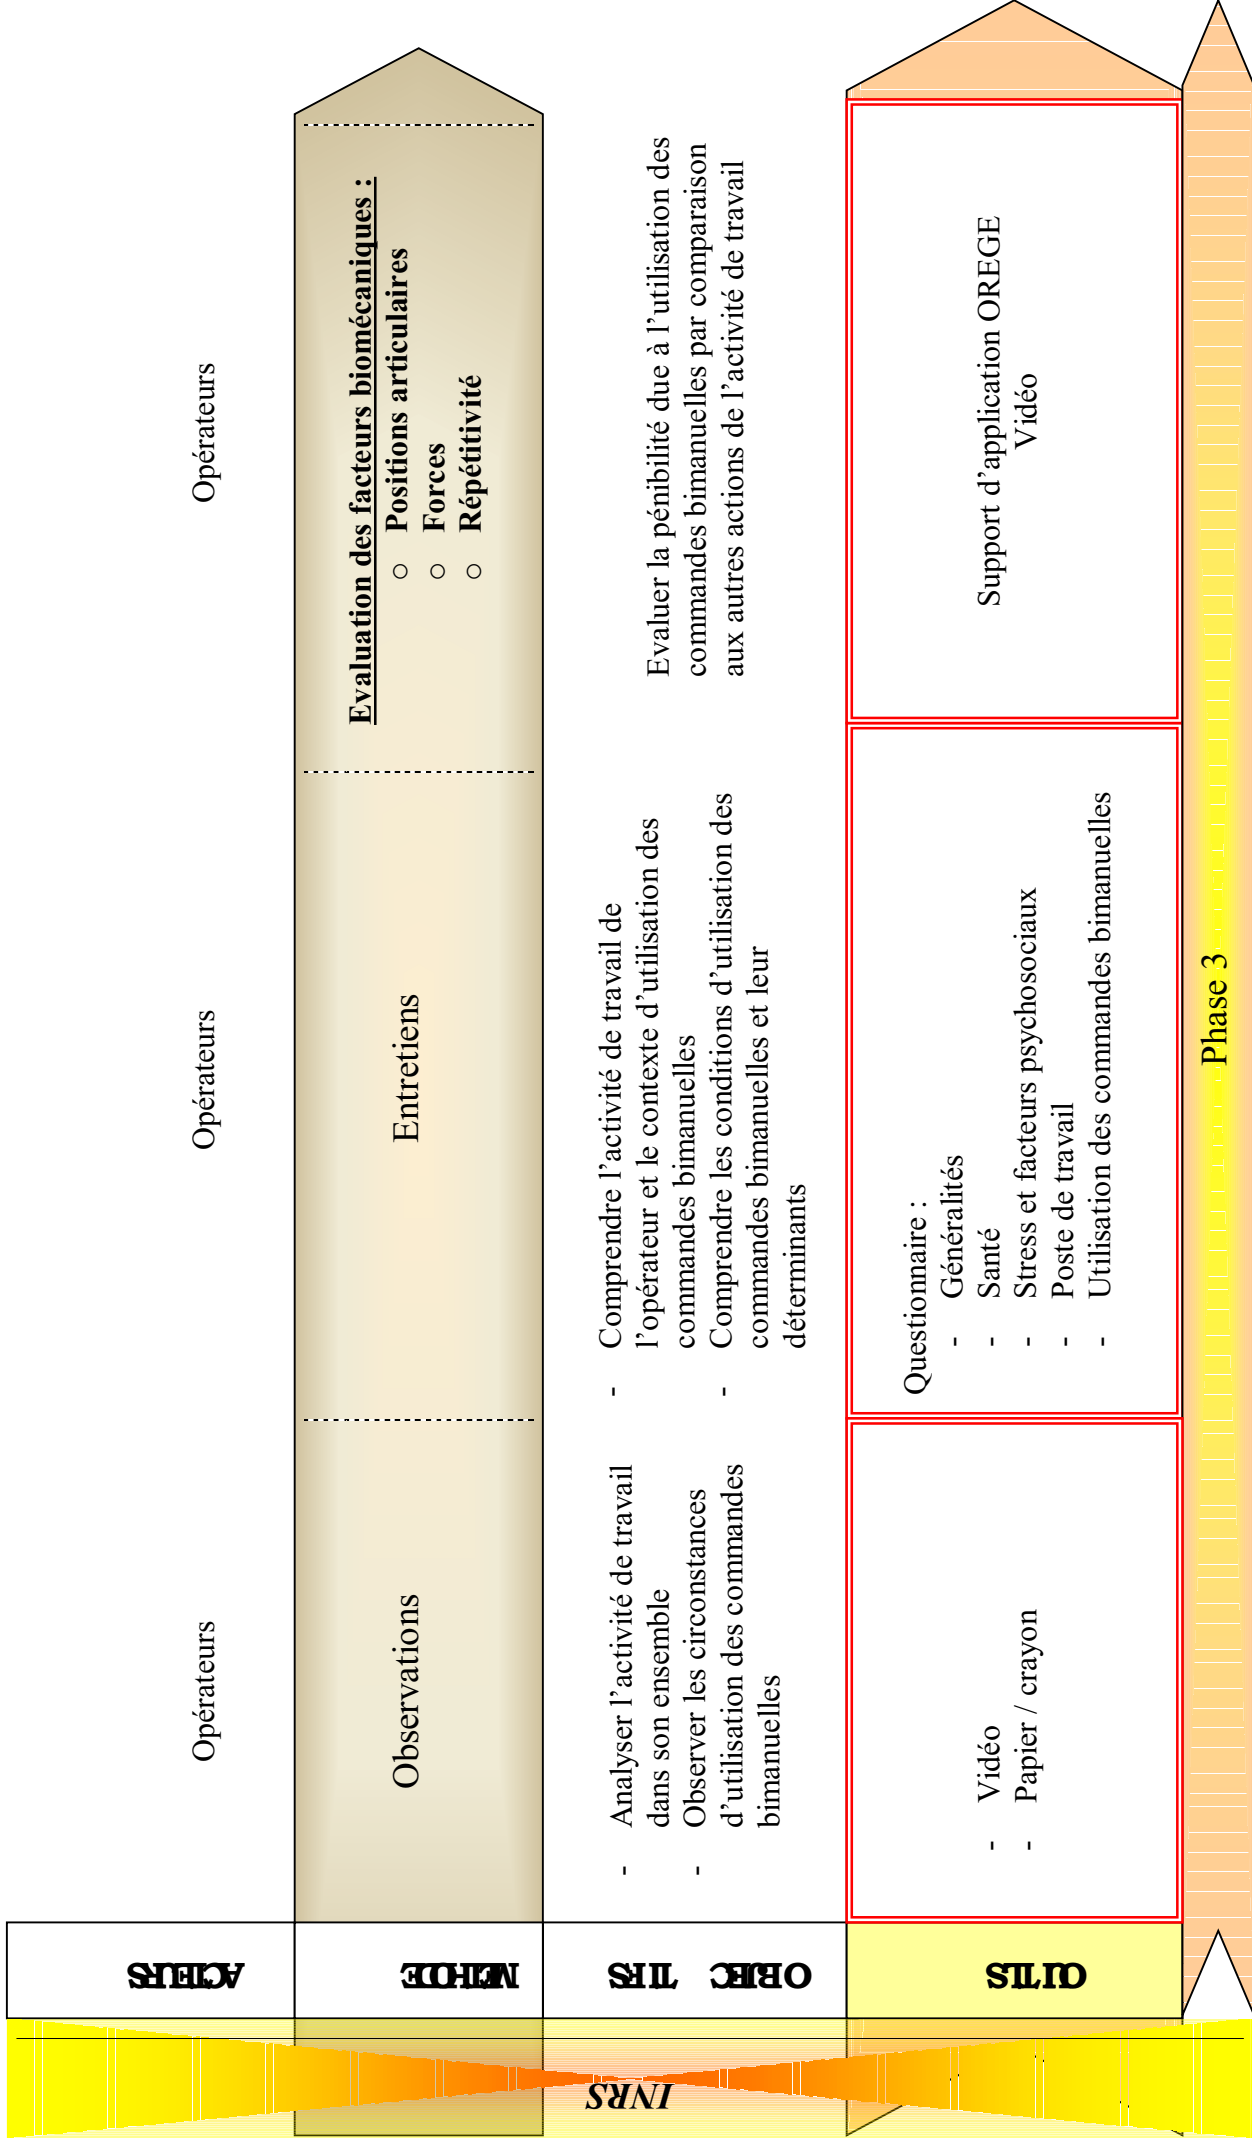 ACTEURS
Opérateurs
Opérateurs
Opérateurs
METHODE
Observations
Entretiens
Evaluation des facteurs biomécaniques :
○ Positions articulaires
○ Forces
○ Répétitivité
OBJECTIFS
- Analyser l’activité de travail
dans son ensemble
- Observer les circonstances
d’utilisation des commandes
bimanuelles
- Comprendre l’activité de travail de
l’opérateur et le contexte d’utilisation des
commandes bimanuelles
- Comprendre les conditions d’utilisation des
commandes bimanuelles et leur
déterminants
Evaluer la pénibilité due à l’utilisation des
commandes bimanuelles par comparaison
aux autres actions de l’activité de travail
OUTILS
- Vidéo
- Papier / crayon
Questionnaire :
- Généralités
- Santé
- Stress et facteurs psychosociaux
- Poste de travail
- Utilisation des commandes bimanuelles
Support d’application OREGE
Vidéo
Phase 3
INRS